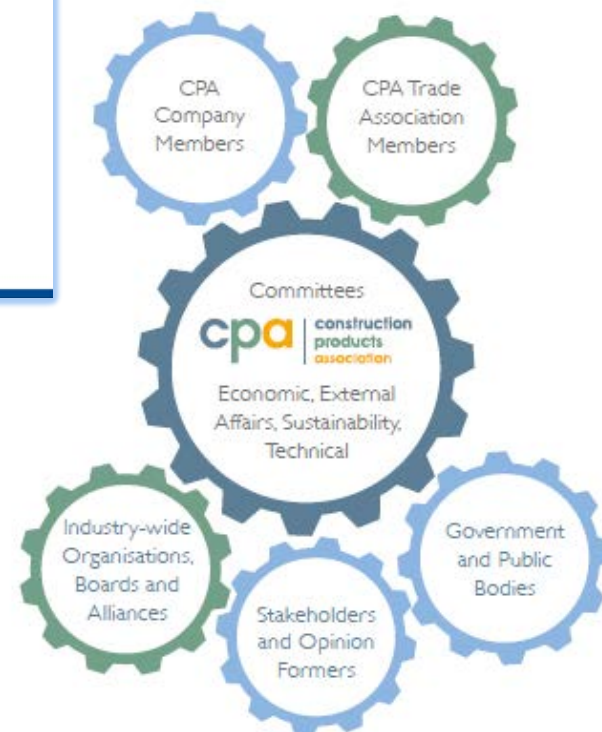 CPA
Company
Members
CPA Trade
Association
Members
Committees
cpa
construction
products
association
Economic, External
Affairs, Sustainability,
Technical
Industry-wide
Organisations,
Boards and
Alliances
Stakeholders
and Opinion
Formers
Government
and Public
Bodies